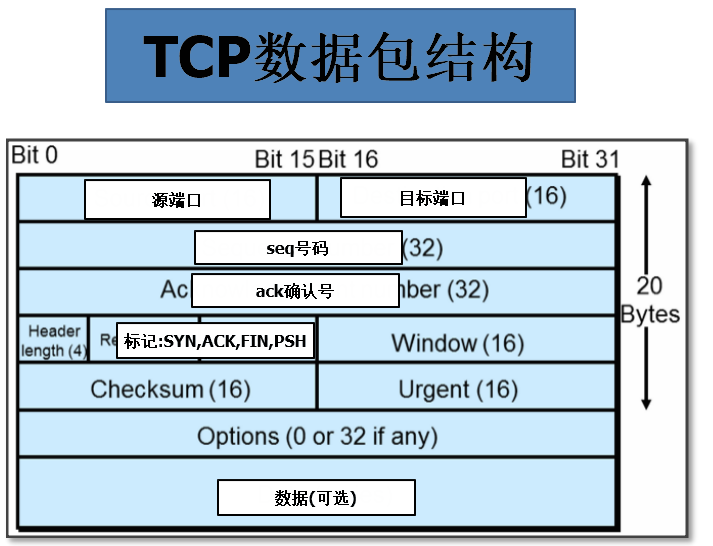 TCP数据包结构
Bit 0 Bit 15 Bit 16 Bit 31
源端口 目标端口 (16)
seq号码 (32)
ack确认号 (32)
20
Bytes
Header
length (4)
标记:SYN,ACK,FIN,PSH
Window (16)
Checksum (16) Urgent (16)
Options (0 or 32 if any)
数据(可选)